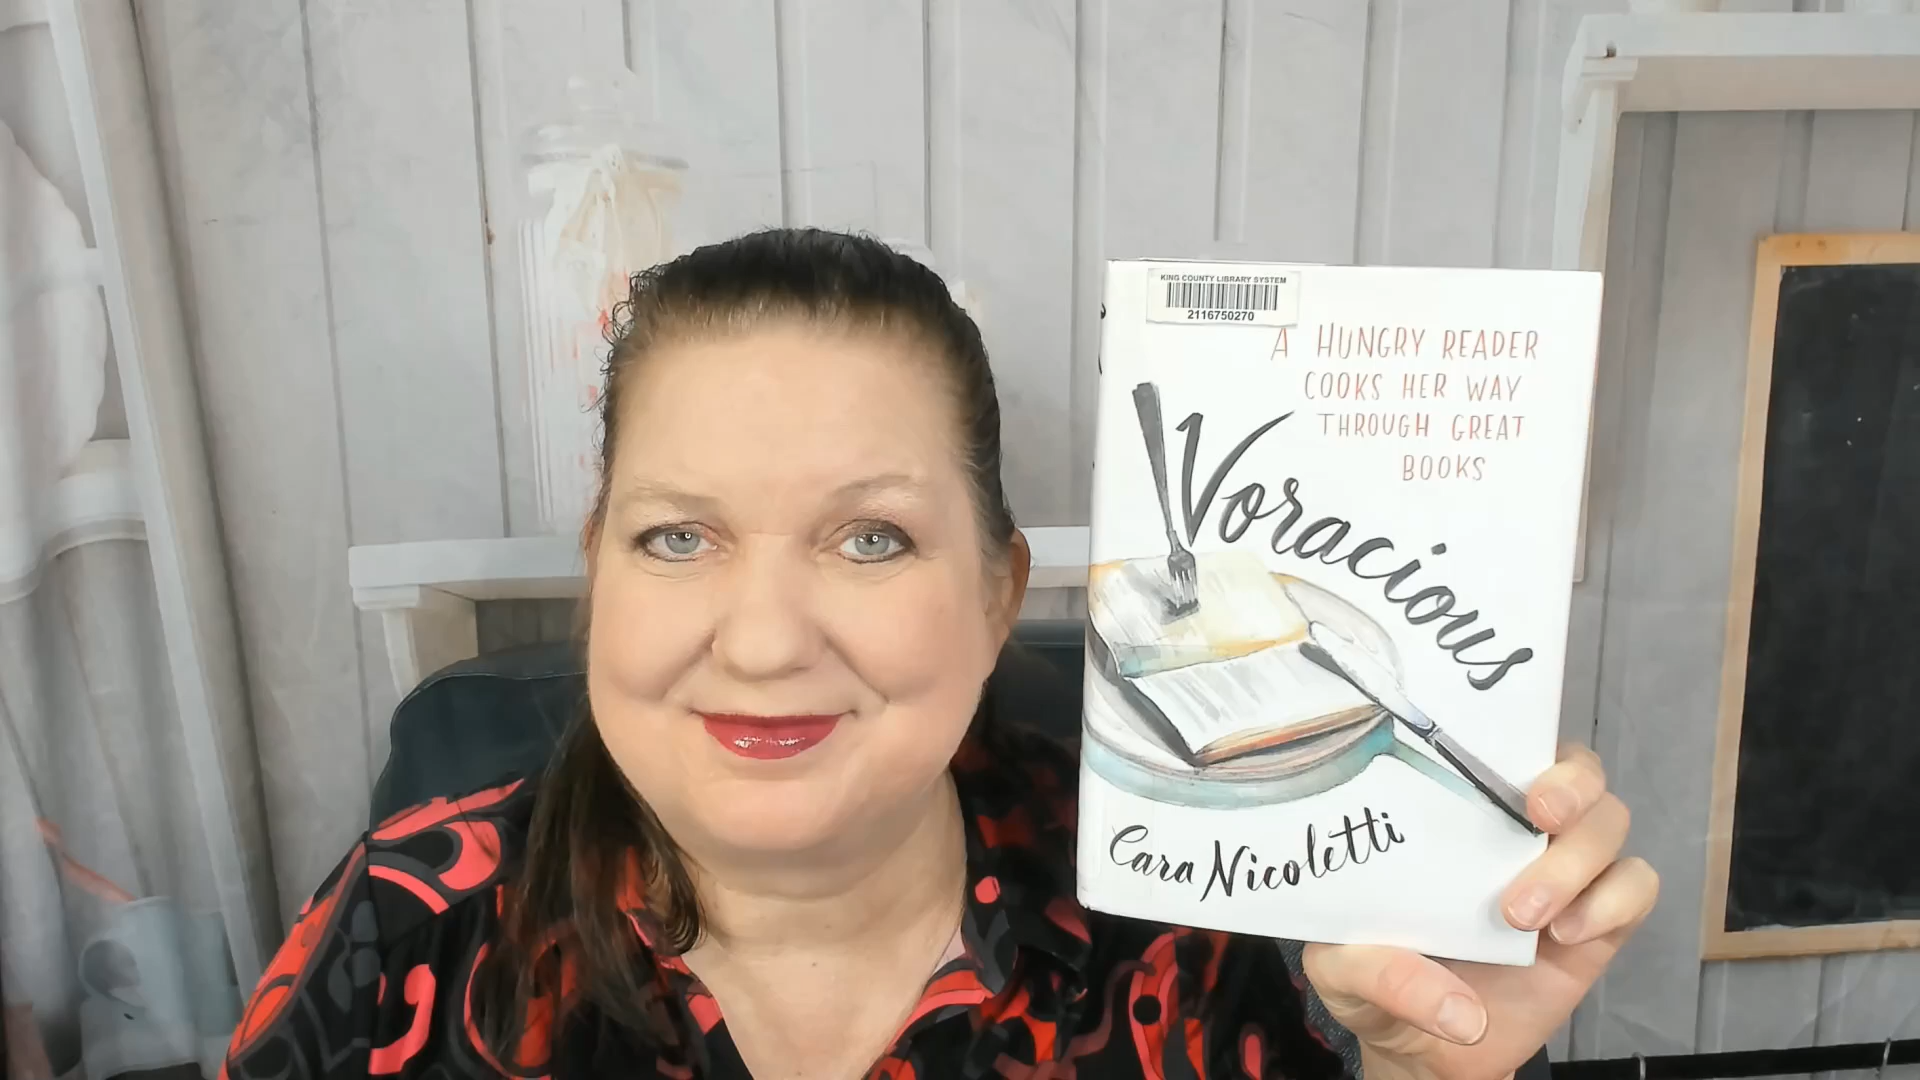 KING COUNTY LIBRARY SYSTEM
2116750270
A HUNGRY READER
COOKS HER WAY
THROUGH GREAT
BOOKS
Voracious
Cara Nicoletti